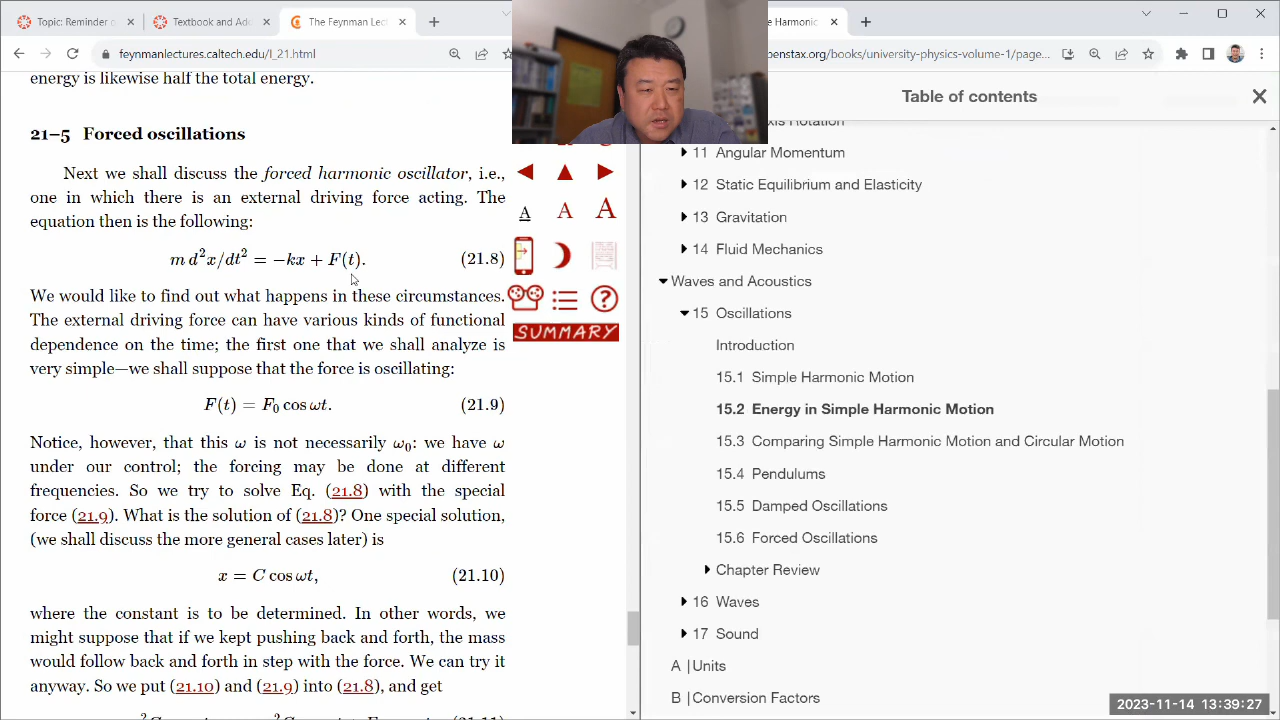 Topic Reminders
Textbook and Ad
The Feynman Lect
feynmanlectures.caltech.edu/I_21.html
energy is likewise half the total energy.
21–5 Forced oscillations
Next we shall discuss the forced harmonic oscillator, i.e.,
one in which there is an external driving force acting. The
equation then is the following:
m d²x/dt² = −kx + F(t). (21.8)
We would like to find out what happens in these circumstances.
The external driving force can have various kinds of functional
dependence on the time; the first one that we shall analyze is
very simple—we shall suppose that the force is oscillating:
F(t) = F₀ cos ωt. (21.9)
Notice, however, that this ω is not necessarily ω₀: we have ω
under our control; the forcing may be done at different
frequencies. So we try to solve Eq. (21.8) with the special
force (21.9). What is the solution of (21.8)? One special solution,
(we shall discuss the more general cases later) is
x = C cos ωt, (21.10)
where the constant is to be determined. In other words, we
might suppose that if we kept pushing back and forth, the mass
would follow back and forth in step with the force. We can try it
anyway. So we put (21.10) and (21.9) into (21.8), and get
A A A
SUMMARY
Harmonic
penstax.org/books/university-physics-volume-1/page...
Table of contents
xis Rotation
11 Angular Momentum
12 Static Equilibrium and Elasticity
13 Gravitation
14 Fluid Mechanics
Waves and Acoustics
15 Oscillations
Introduction
15.1 Simple Harmonic Motion
15.2 Energy in Simple Harmonic Motion
15.3 Comparing Simple Harmonic Motion and Circular Motion
15.4 Pendulums
15.5 Damped Oscillations
15.6 Forced Oscillations
Chapter Review
16 Waves
17 Sound
A |Units
B |Conversion Factors
2023-11-14 13:39:27